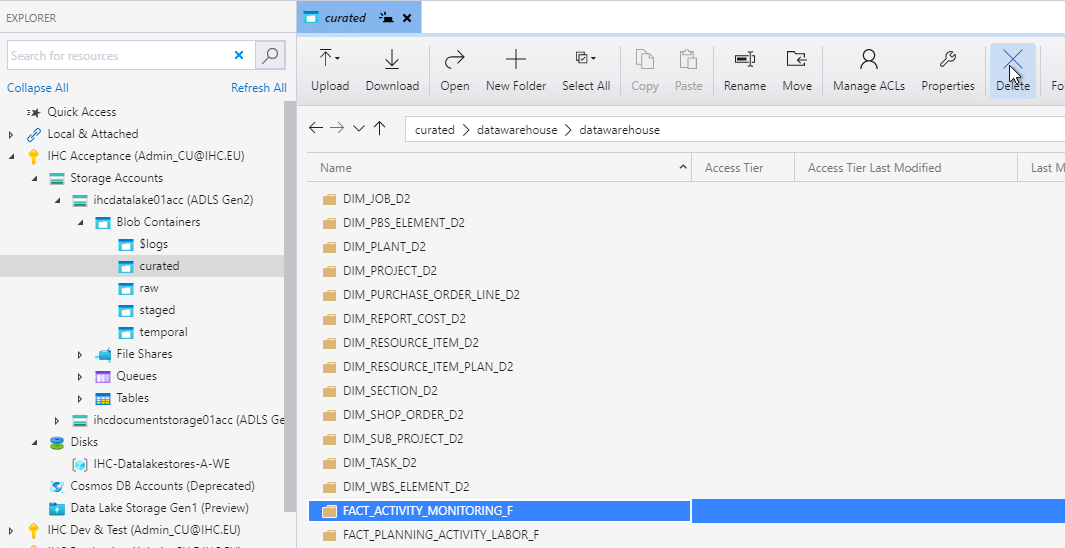 EXPLORER
Search for resources
Collapse All
Refresh All
Quick Access
Local & Attached
IHC Acceptance (Admin_CU@IHC.EU)
Storage Accounts
ihcdatalake01acc (ADLS Gen2)
Blob Containers
$logs
curated
raw
staged
temporal
File Shares
Queues
Tables
ihcdocumentstorage01acc (ADLS Ge
Disks
IHC-Datalakestores-A-WE
Cosmos DB Accounts (Deprecated)
Data Lake Storage Gen1 (Preview)
IHC Dev & Test (Admin_CU@IHC.EU)
curated
Upload Download Open New Folder Select All Copy Paste Rename Move Manage ACLs Properties Delete Fo
curated > datawarehouse > datawarehouse
Name Access Tier Access Tier Last Modified Last M
DIM_JOB_D2
DIM_PBS_ELEMENT_D2
DIM_PLANT_D2
DIM_PROJECT_D2
DIM_PURCHASE_ORDER_LINE_D2
DIM_REPORT_COST_D2
DIM_RESOURCE_ITEM_D2
DIM_RESOURCE_ITEM_PLAN_D2
DIM_SECTION_D2
DIM_SHOP_ORDER_D2
DIM_SUB_PROJECT_D2
DIM_TASK_D2
DIM_WBS_ELEMENT_D2
FACT_ACTIVITY_MONITORING_F
FACT_PLANNING_ACTIVITY_LABOR_F